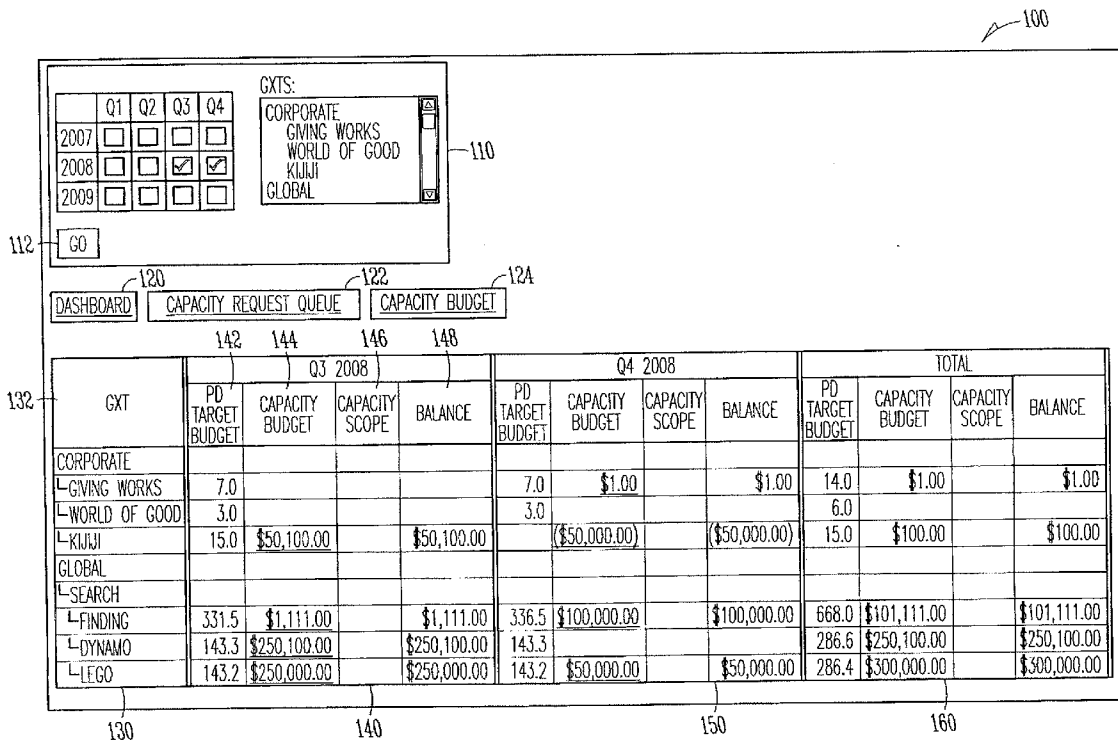 100
GXTS:
Q1 Q2 Q3 Q4
2007
2008
2009
CORPORATE
GIVING WORKS
WORLD OF GOOD
KIJIJI
GLOBAL
110
112
GO
120
122
124
DASHBOARD
CAPACITY REQUEST QUEUE
CAPACITY BUDGET
142 144 146 148
132
GXT
Q3 2008 Q4 2008 TOTAL
PD TARGET BUDGET CAPACITY BUDGET CAPACITY SCOPE BALANCE PD TARGET BUDGET CAPACITY BUDGET CAPACITY SCOPE BALANCE PD TARGET BUDGET CAPACITY BUDGET CAPACITY SCOPE BALANCE
CORPORATE
GIVING WORKS 7.0 7.0 $1.00 $1.00 14.0 $1.00 $1.00
WORLD OF GOOD 3.0 3.0 6.0
KIJIJI 15.0 $50,100.00 $50,100.00 ($50,000.00) ($50,000.00) 15.0 $100.00 $100.00
GLOBAL
SEARCH
FINDING 331.5 $1,111.00 $1,111.00 336.5 $100,000.00 $100,000.00 668.0 $101,111.00 $101,111.00
DYNAMO 143.3 $250,100.00 $250,100.00 143.3 286.6 $250,100.00 $250,100.00
LEGO 143.2 $250,000.00 $250,000.00 143.2 $50,000.00 $50,000.00 286.4 $300,000.00 $300,000.00
130 140 150 160